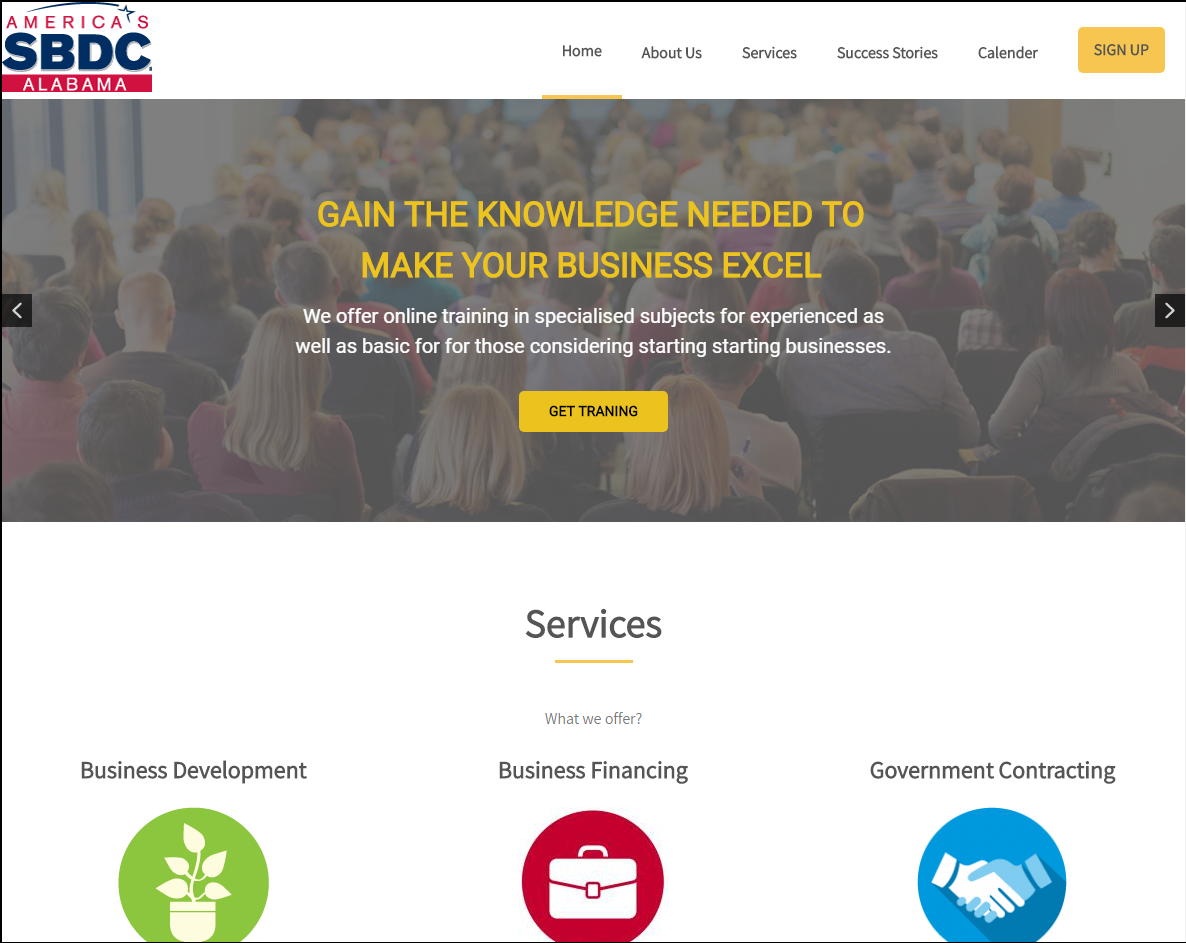 AMERICA'S
SBDC
ALABAMA
Home
About Us
Services
Success Stories
Calender
SIGN UP
GAIN THE KNOWLEDGE NEEDED TO
MAKE YOUR BUSINESS EXCEL
We offer online training in specialised subjects for experienced as
well as basic for for those considering starting starting businesses.
GET TRANING
Services
What we offer?
Business Development
Business Financing
Government Contracting